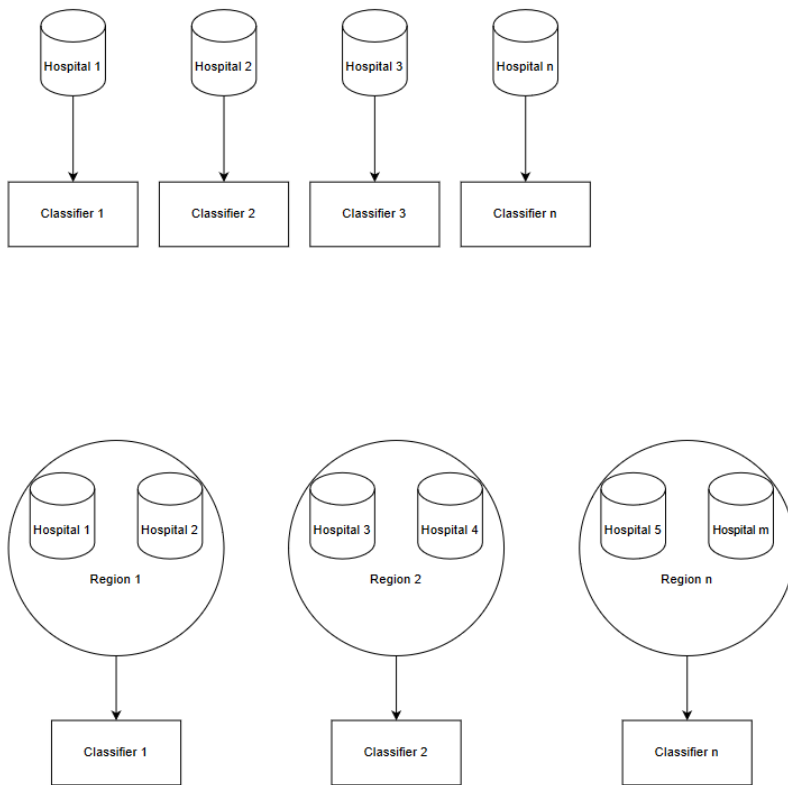 Hospital 1
Hospital 2
Hospital 3
Hospital n
Classifier 1
Classifier 2
Classifier 3
Classifier n
Hospital 1
Hospital 2
Hospital 3
Hospital 4
Hospital 5
Hospital m
Region 1
Region 2
Region n
Classifier 1
Classifier 2
Classifier n